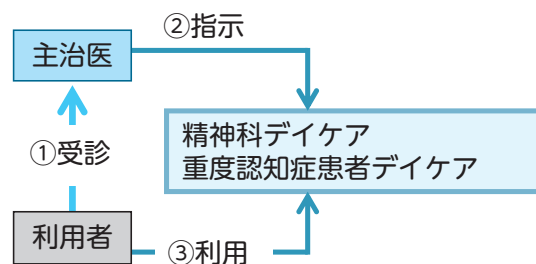 ②指示
主治医
精神科デイケア
重度認知症患者デイケア
①受診
利用者
③利用